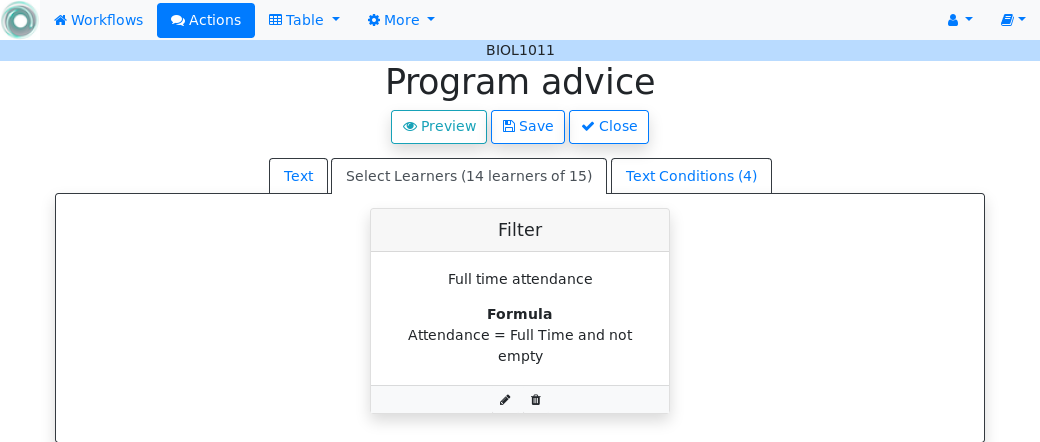 Workflows Actions Table More
BIOL1011
Program advice
Preview Save Close
Text Select Learners (14 learners of 15) Text Conditions (4)
Filter
Full time attendance
Formula
Attendance = Full Time and not
empty